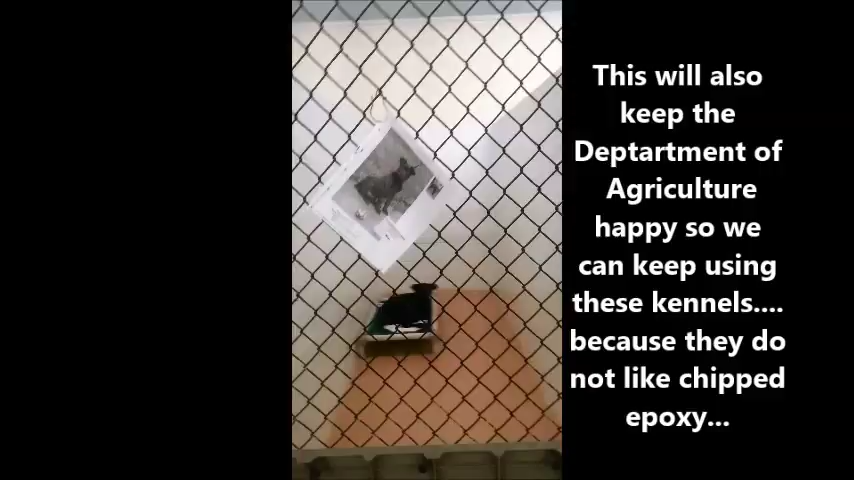 This will also
keep the
Deptartment of
Agriculture
happy so we
can keep using
these kennels....
because they do
not like chipped
epoxy...